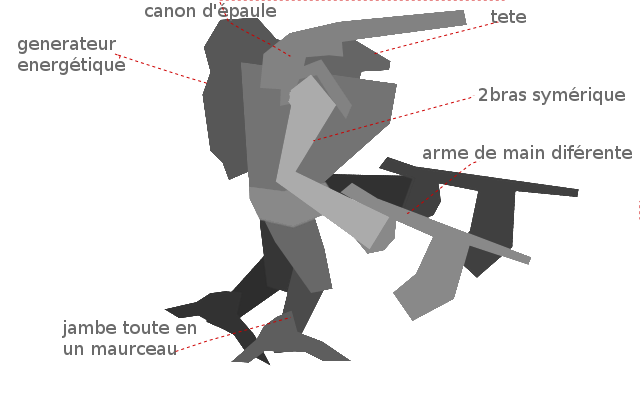 canon d'épaule
tete
generateur
energétique
2bras symérique
arme de main diférente
jambe toute en
un maurceau